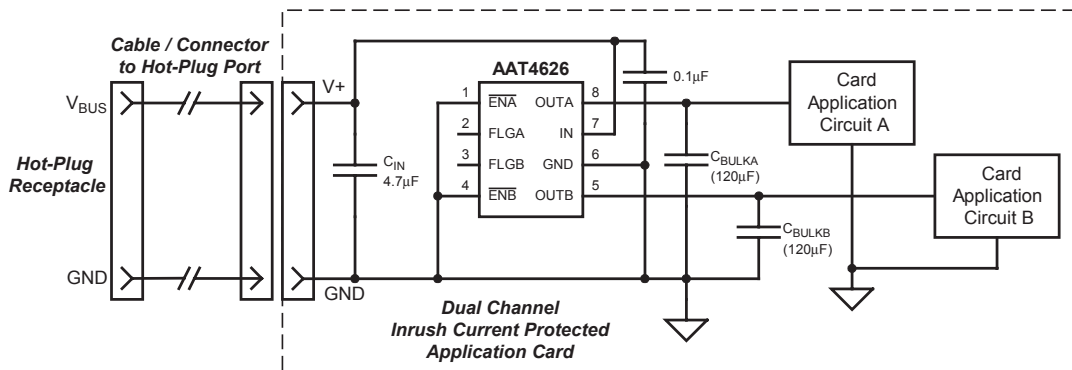 Cable / Connector
to Hot-Plug Port
V+
VBUS
Hot-Plug
Receptacle
GND
GND
CIN
4.7µF
AAT4626
1
ENA
OUTA
8
2
FLGA
IN
7
3
FLGB
GND
6
4
ENB
OUTB
5
0.1µF
CBULKA
(120µF)
CBULKB
(120µF)
Card
Application
Circuit A
Card
Application
Circuit B
Dual Channel
Inrush Current Protected
Application Card